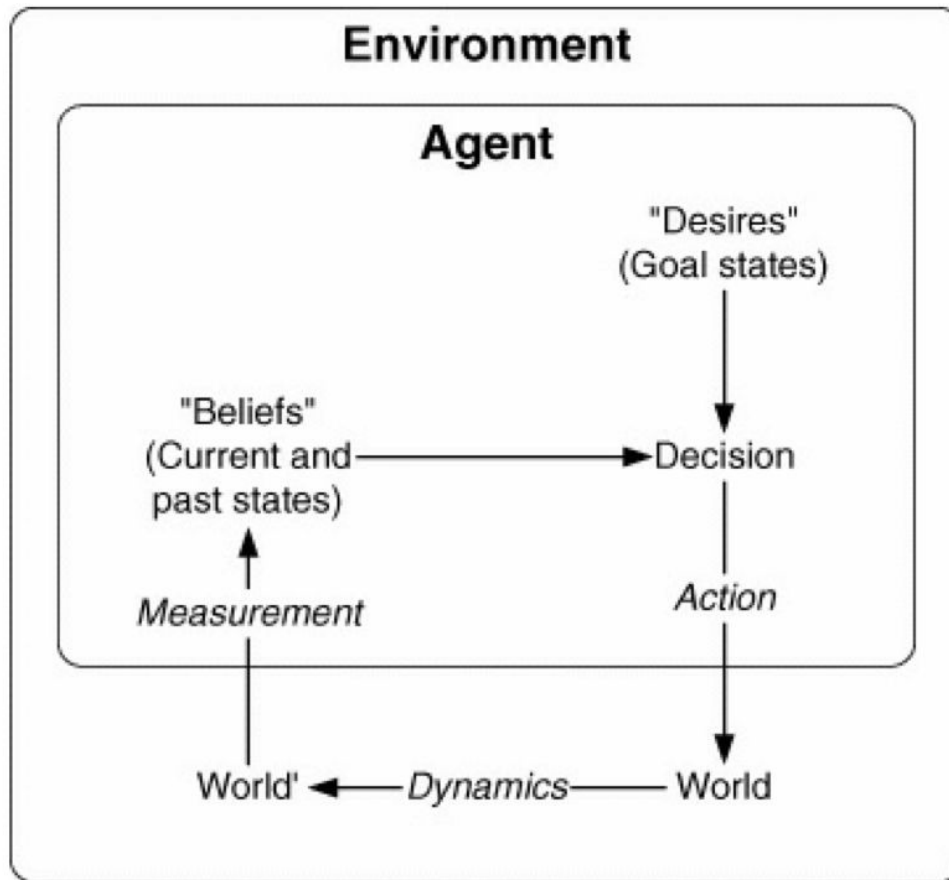 Environment
Agent
"Desires"
(Goal states)
"Beliefs"
(Current and
past states)
Decision
Measurement
Action
World'
Dynamics
World